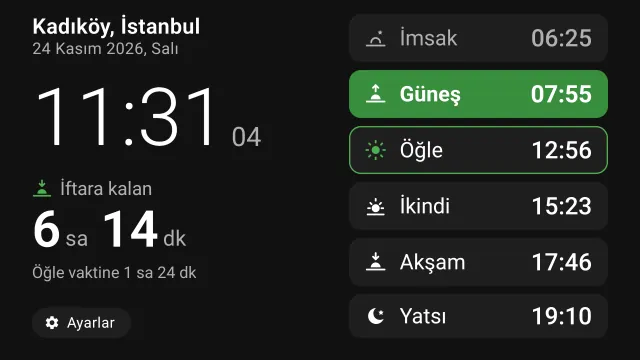 Kadıköy, İstanbul
24 Kasım 2026, Salı
11:31 04
İftara kalan
6 sa 14 dk
Öğle vaktine 1 sa 24 dk
Ayarlar
İmsak 06:25
Güneş 07:55
Öğle 12:56
İkindi 15:23
Akşam 17:46
Yatsı 19:10